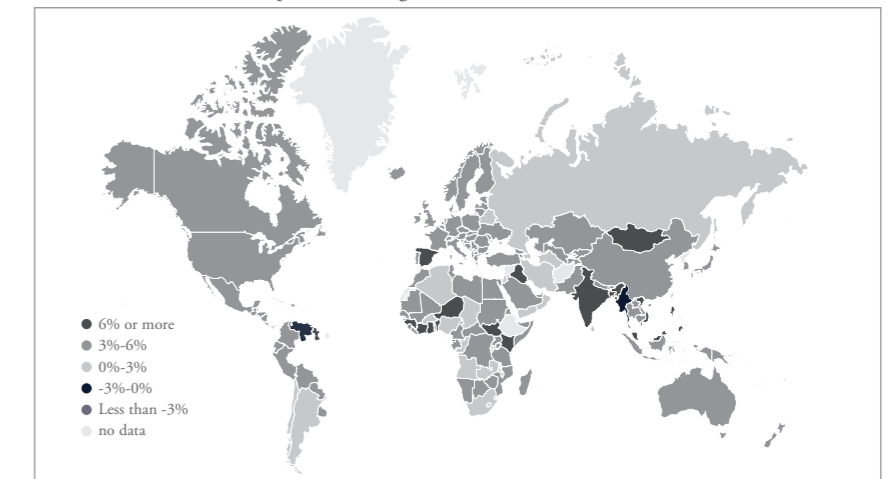 6% or more
3%-6%
0%-3%
-3%-0%
Less than -3%
no data